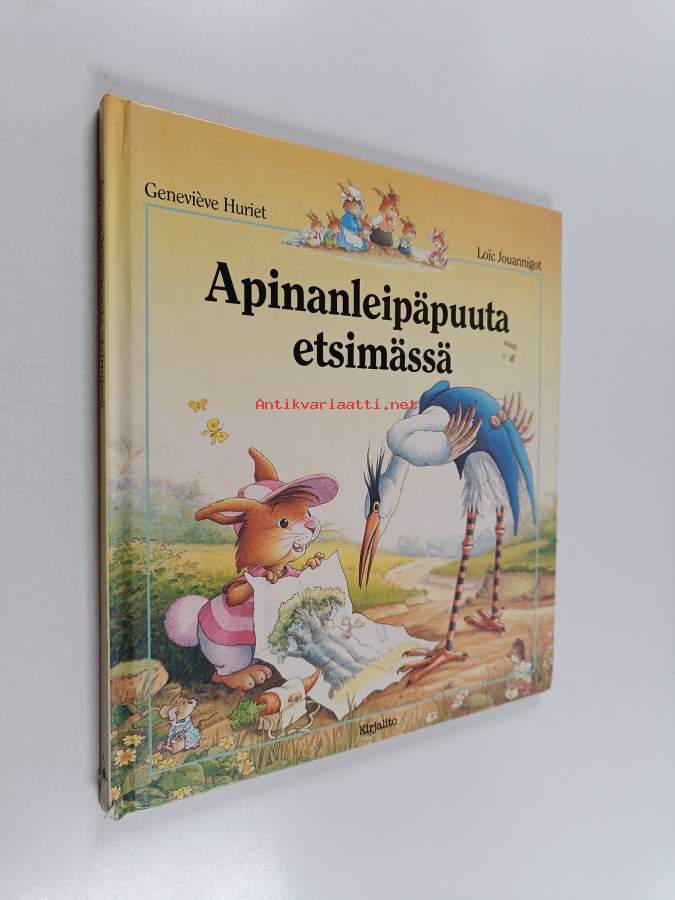 Geneviève Huriet
Loïc Jouannigot
Apinanleipäpuuta
etsimässä
Antikvariaatti.net
Kirjalito